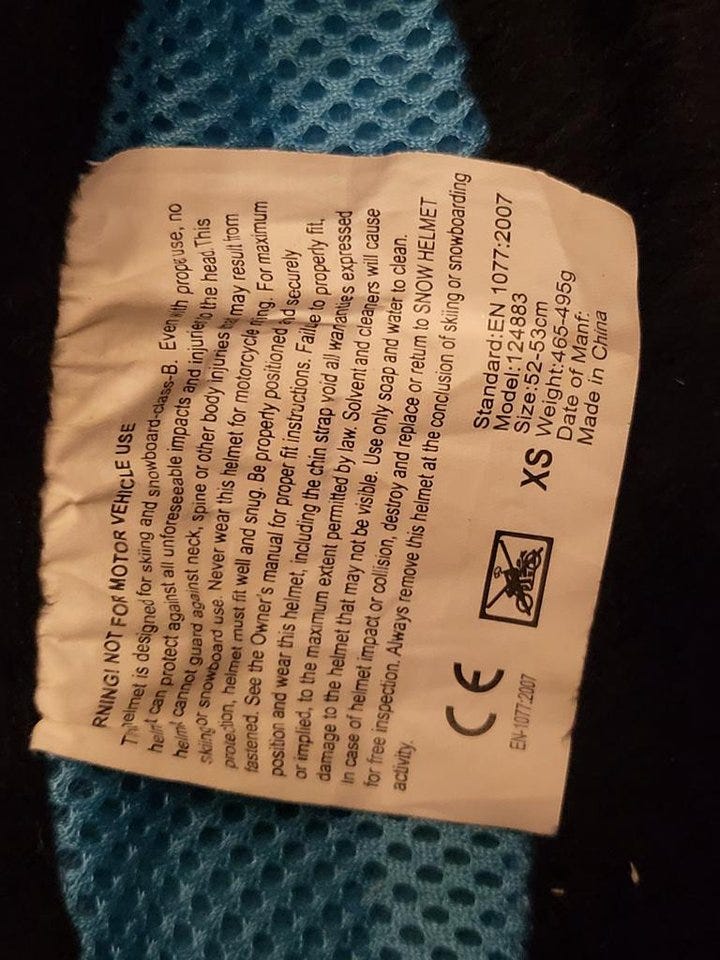 RNING! NOT FOR MOTOR VEHICLE USE
helmet is designed for skiing and snowboard-class-B. Even with proper use, no
can protect against all unforeseeable impacts and injuries to the head. This
cannot guard against neck, spine or other body injuries may result from
skiing or snowboard use. Never wear this helmet for motorcycle For maximum
protection, helmet must fit well and snug. Be properly positioned and securely
fastened. See the Owner's manual for proper fit instructions. Failure to properly fit,
position and wear this helmet, including the chin strap void all warranties expressed
or implied, to the maximum extent permitted by law. Solvent and cleaners will cause
damage to the helmet that may not be visible. Use only soap and water to clean.
In case of helmet impact or collision, destroy and replace or return to SNOW HELMET
for free inspection. Always remove this helmet at the conclusion of skiing or snowboarding
activity.
CE
EN-1077:2007
XS
Standard:EN 1077:2007
Model:124883
Size:52-53cm
Weight:465-495g
Date of Manf:
Made in China